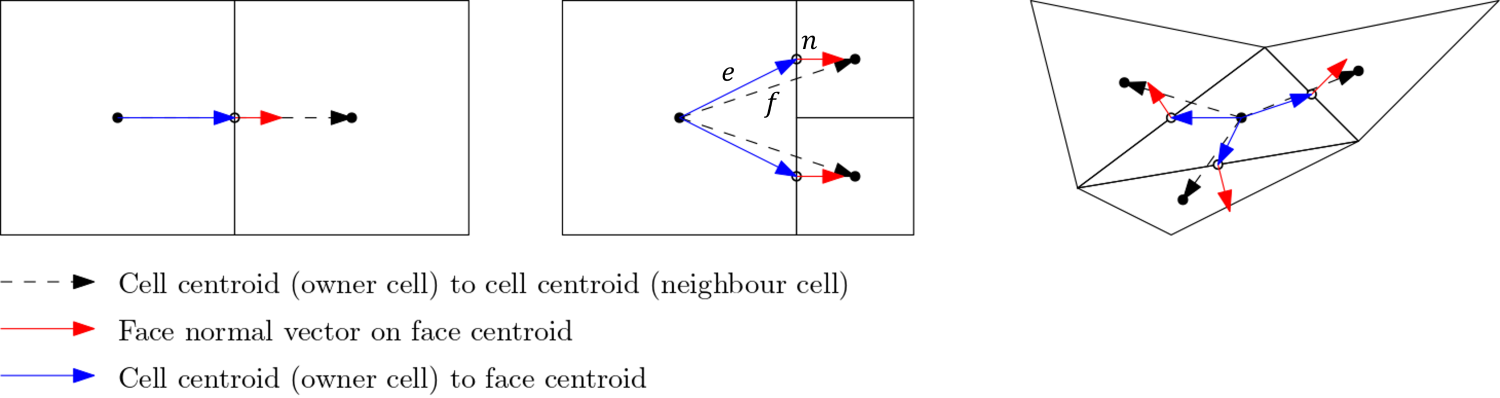 n
e
f
Cell centroid (owner cell) to cell centroid (neighbour cell)
Face normal vector on face centroid
Cell centroid (owner cell) to face centroid